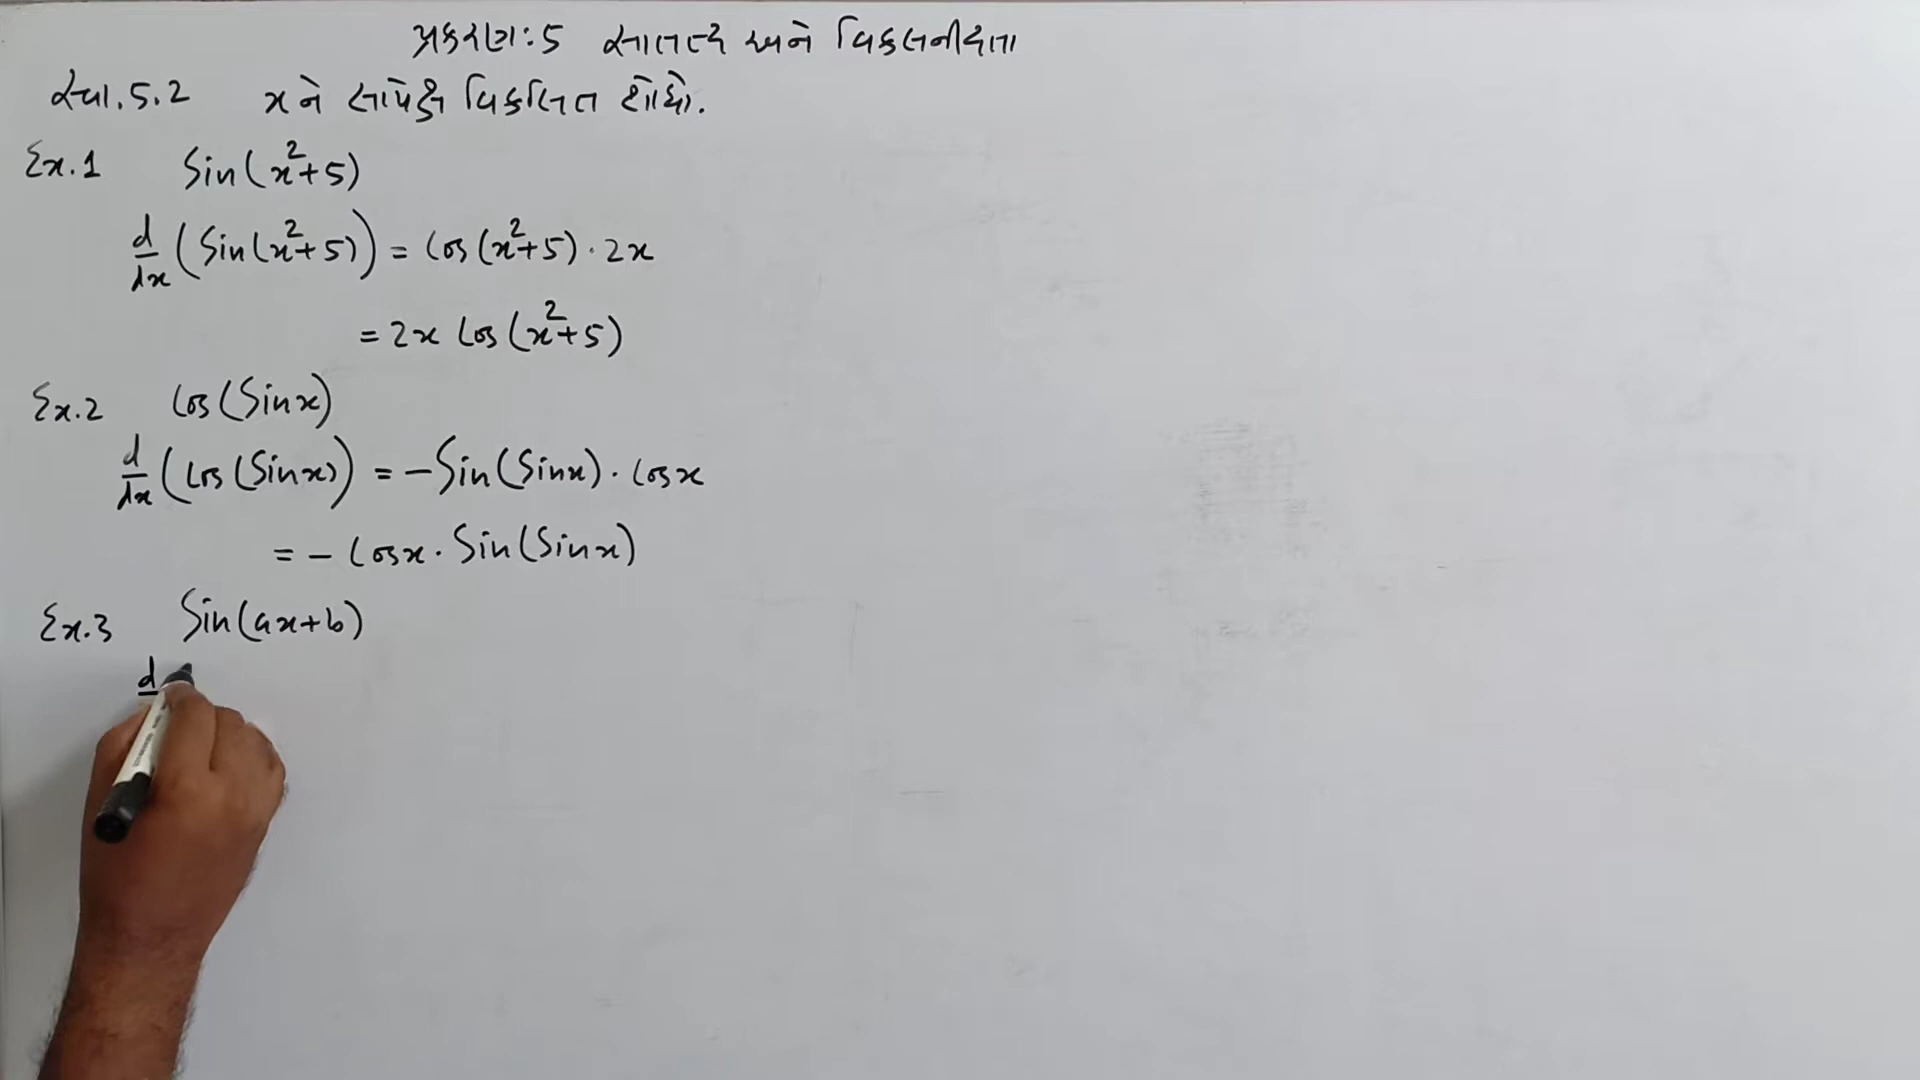 પ્રકરણ: 5 સાતત્ય અને વિકલનીયતા
સ્વા. 5.2 x ને સાપેક્ષ વિકલિત શોધો.
Ex.1 Sin(x²+5)
d/dx (Sin(x²+5)) = Cos(x²+5) · 2x
= 2x Cos(x²+5)
Ex.2 Cos(Sinx)
d/dx (Cos(Sinx)) = -Sin(Sinx) · Cosx
= - Cosx · Sin(Sinx)
Ex.3 Sin(ax+b)
d